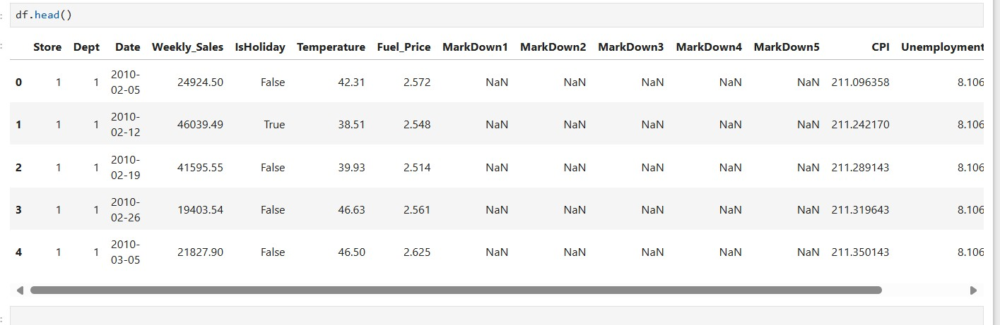 df.head()
Store Dept Date Weekly_Sales IsHoliday Temperature Fuel_Price MarkDown1 MarkDown2 MarkDown3 MarkDown4 MarkDown5 CPI Unemployment
0 1 1 2010-02-05 24924.50 False 42.31 2.572 NaN NaN NaN NaN NaN 211.096358 8.106
1 1 1 2010-02-12 46039.49 True 38.51 2.548 NaN NaN NaN NaN NaN 211.242170 8.106
2 1 1 2010-02-19 41595.55 False 39.93 2.514 NaN NaN NaN NaN NaN 211.289143 8.106
3 1 1 2010-02-26 19403.54 False 46.63 2.561 NaN NaN NaN NaN NaN 211.319643 8.106
4 1 1 2010-03-05 21827.90 False 46.50 2.625 NaN NaN NaN NaN NaN 211.350143 8.106